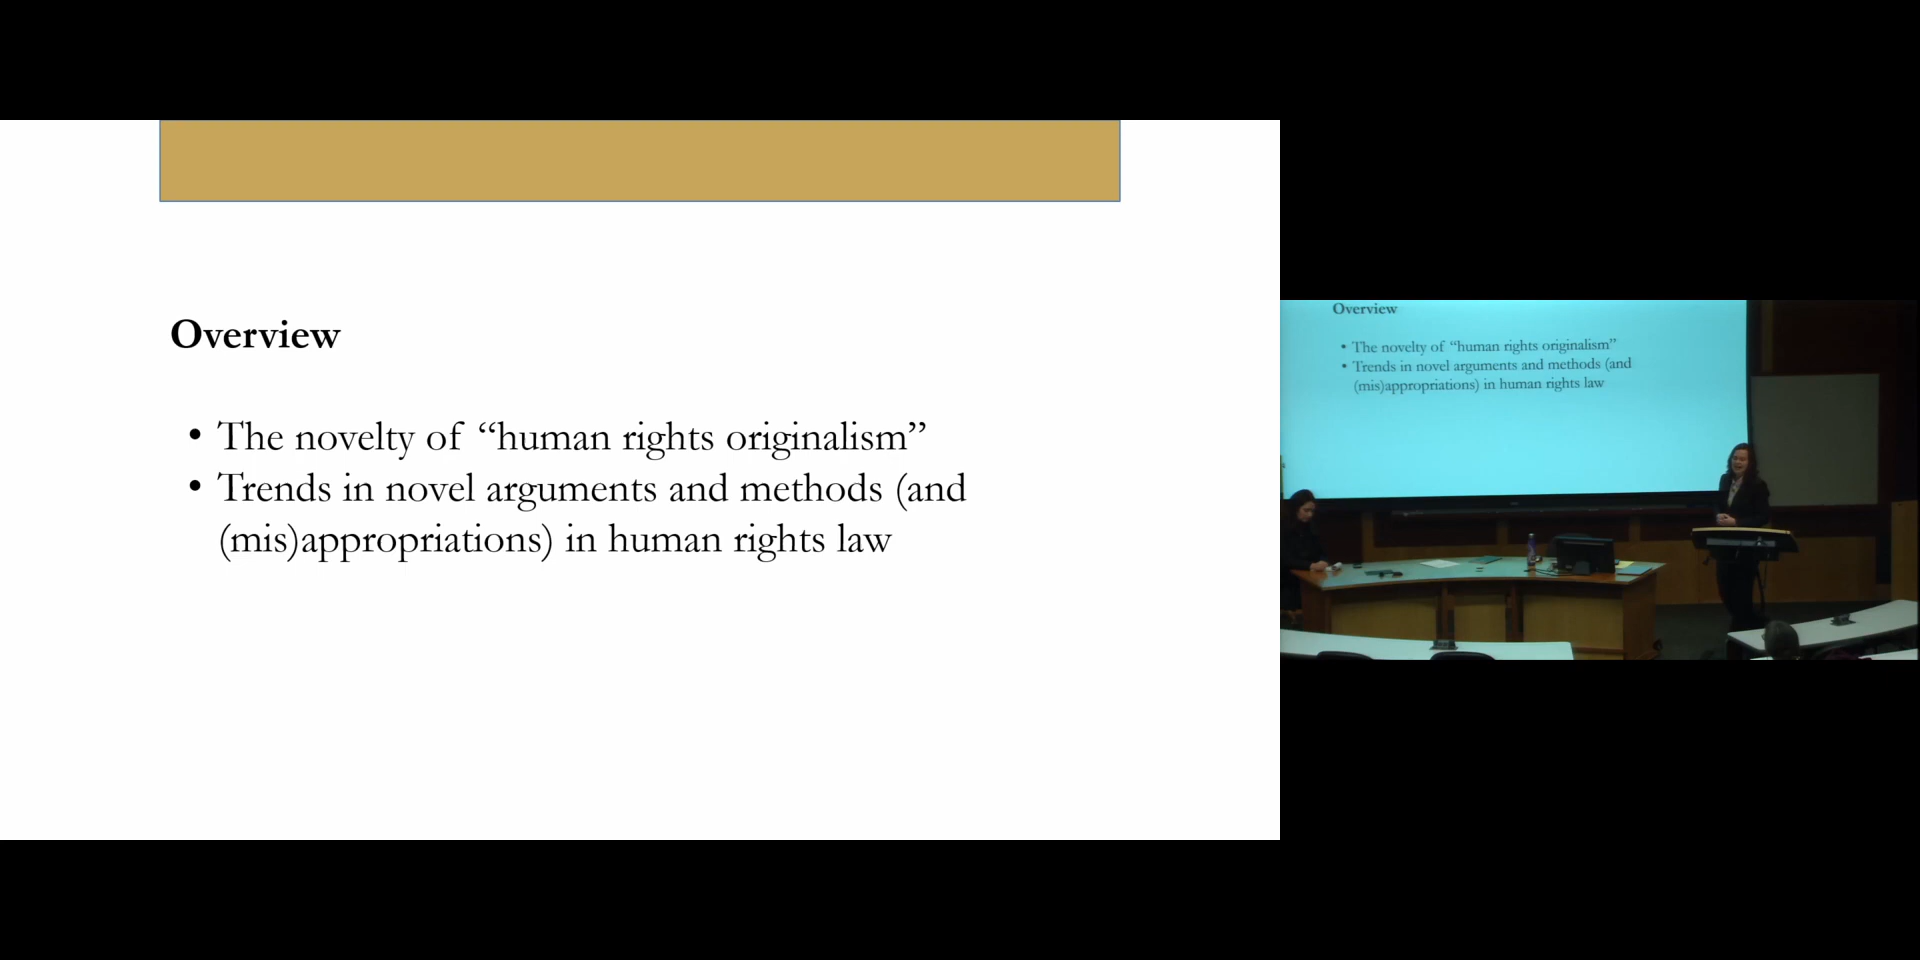 Overview
• The novelty of “human rights originalism”
• Trends in novel arguments and methods (and
(mis)appropriations) in human rights law
Overview
• The novelty of “human rights originalism”
• Trends in novel arguments and methods (and
(mis)appropriations) in human rights law